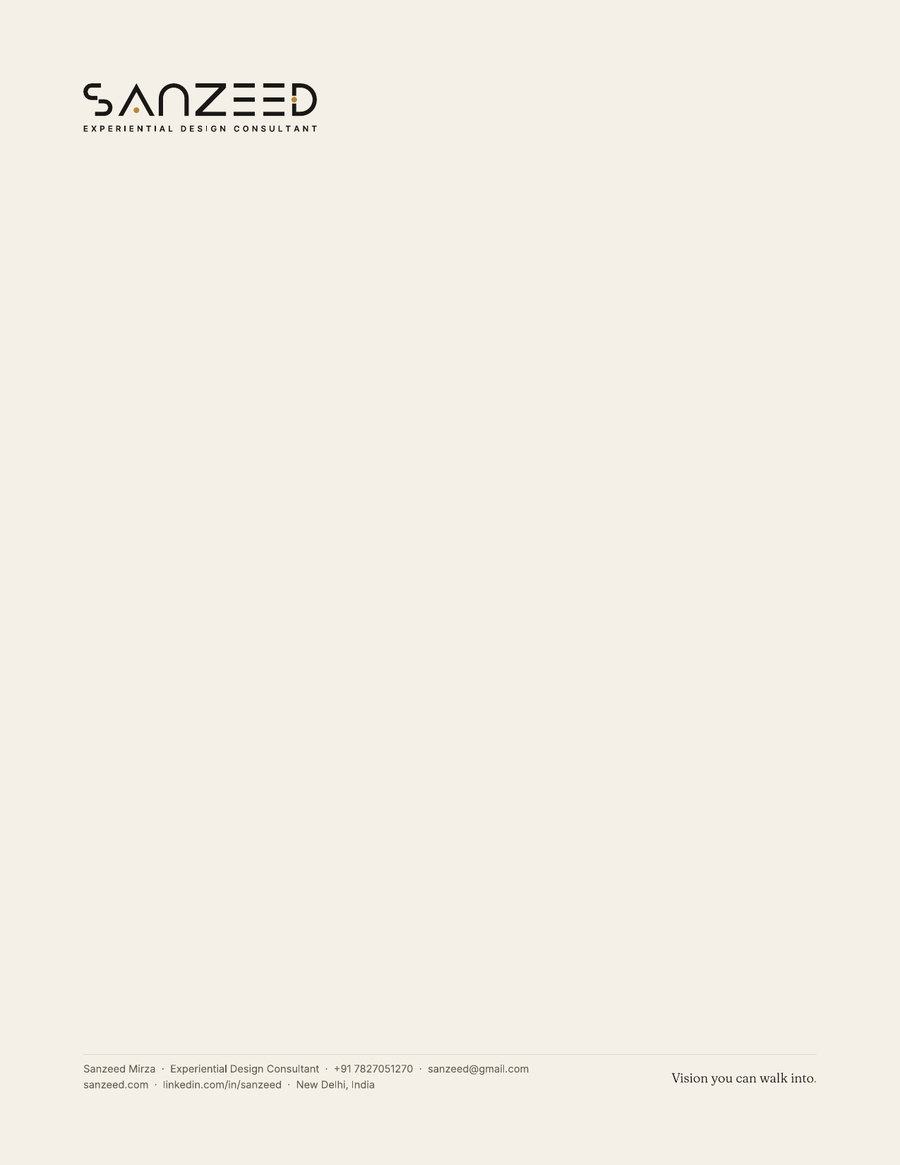 SANZEED
EXPERIENTIAL DESIGN CONSULTANT
Sanzeed Mirza · Experiential Design Consultant · +91 7827051270 · sanzeed@gmail.com
sanzeed.com · linkedin.com/in/sanzeed · New Delhi, India
Vision you can walk into.